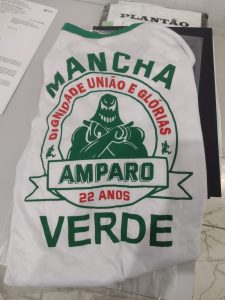 PLANTÃO
MANCHA
DIGNIDADE UNIÃO E GLÓRIAS
AMPARO
22 ANOS
VERDE